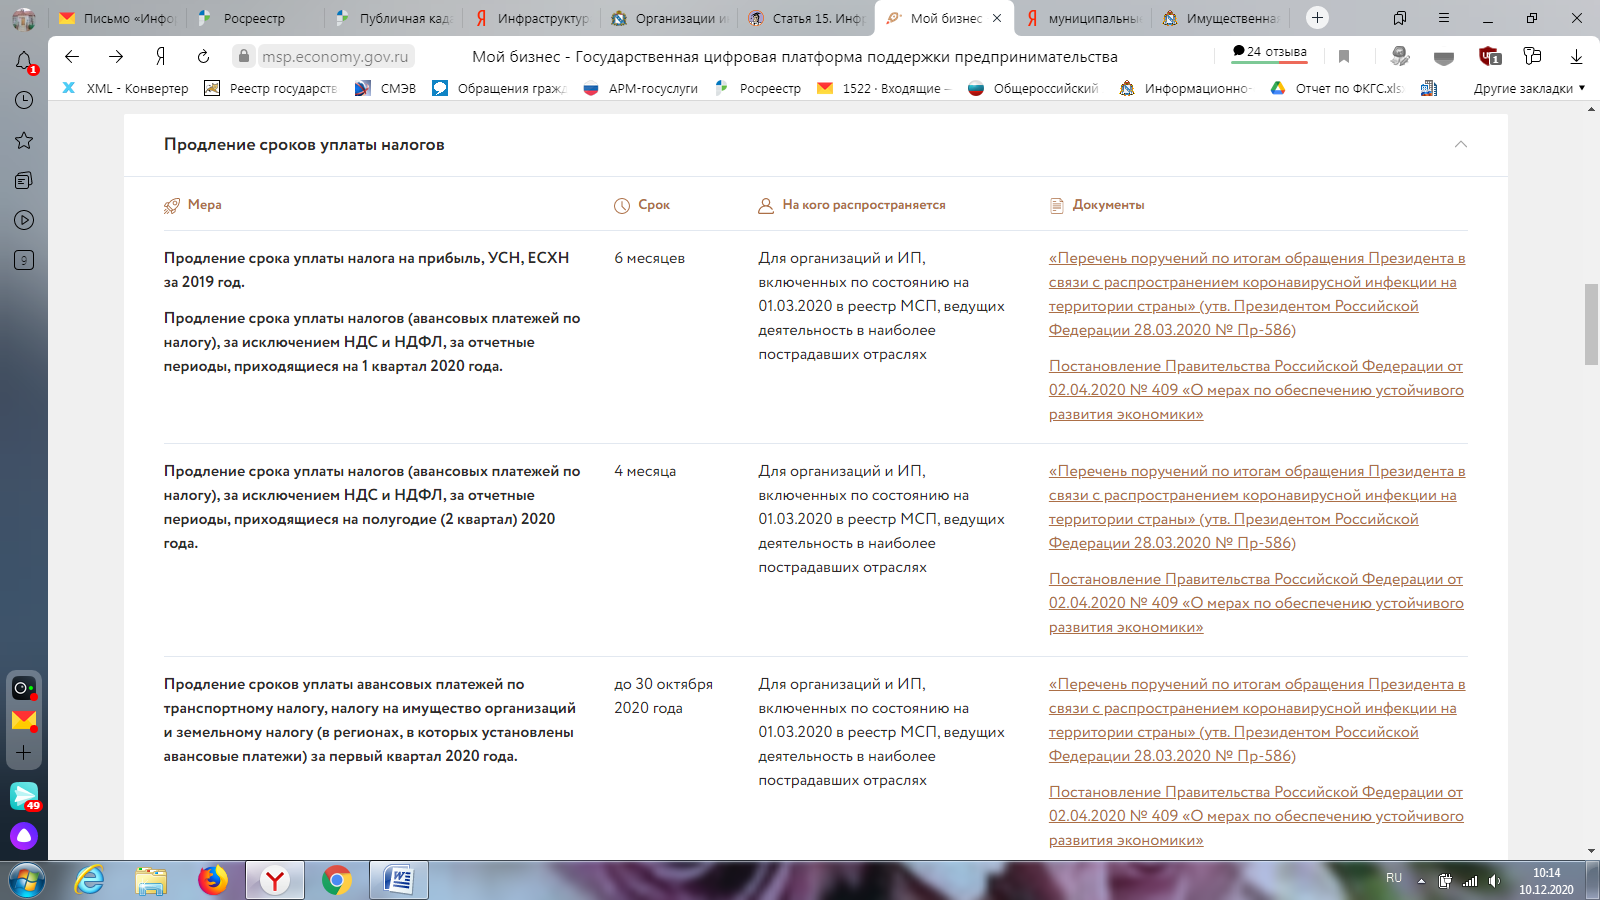 Письмо «Инфор
Росреестр
Публичная када
Инфраструктур
Организации и
Статья 15. Инфр
Мой бизнес
муниципальны
Имущественна
msp.economy.gov.ru
Мой бизнес - Государственная цифровая платформа поддержки предпринимательства
24 отзыва
1
1
XML - Конвертер
Реестр государств
СМЭВ
Обращения гражд
АРМ-госуслуги
Росреестр
1522 · Входящие —
Общероссийский
Информационно-
Отчет по ФКГС.xls
Другие закладки
9
Продление сроков уплаты налогов
Мера
Срок
На кого распространяется
Документы
Продление срока уплаты налога на прибыль, УСН, ЕСХН
за 2019 год.
Продление срока уплаты налогов (авансовых платежей по
налогу), за исключением НДС и НДФЛ, за отчетные
периоды, приходящиеся на 1 квартал 2020 года.
6 месяцев
Для организаций и ИП,
включенных по состоянию на
01.03.2020 в реестр МСП, ведущих
деятельность в наиболее
пострадавших отраслях
«Перечень поручений по итогам обращения Президента в
связи с распространением коронавирусной инфекции на
территории страны» (утв. Президентом Российской
Федерации 28.03.2020 № Пр-586)
Постановление Правительства Российской Федерации от
02.04.2020 № 409 «О мерах по обеспечению устойчивого
развития экономики»
Продление срока уплаты налогов (авансовых платежей по
налогу), за исключением НДС и НДФЛ, за отчетные
периоды, приходящиеся на полугодие (2 квартал) 2020
года.
4 месяца
Для организаций и ИП,
включенных по состоянию на
01.03.2020 в реестр МСП, ведущих
деятельность в наиболее
пострадавших отраслях
«Перечень поручений по итогам обращения Президента в
связи с распространением коронавирусной инфекции на
территории страны» (утв. Президентом Российской
Федерации 28.03.2020 № Пр-586)
Постановление Правительства Российской Федерации от
02.04.2020 № 409 «О мерах по обеспечению устойчивого
развития экономики»
Продление сроков уплаты авансовых платежей по
транспортному налогу, налогу на имущество организаций
и земельному налогу (в регионах, в которых установлены
авансовые платежи) за первый квартал 2020 года.
до 30 октября
2020 года
Для организаций и ИП,
включенных по состоянию на
01.03.2020 в реестр МСП, ведущих
деятельность в наиболее
пострадавших отраслях
«Перечень поручений по итогам обращения Президента в
связи с распространением коронавирусной инфекции на
территории страны» (утв. Президентом Российской
Федерации 28.03.2020 № Пр-586)
Постановление Правительства Российской Федерации от
02.04.2020 № 409 «О мерах по обеспечению устойчивого
развития экономики»
49
RU
10:14
10.12.2020